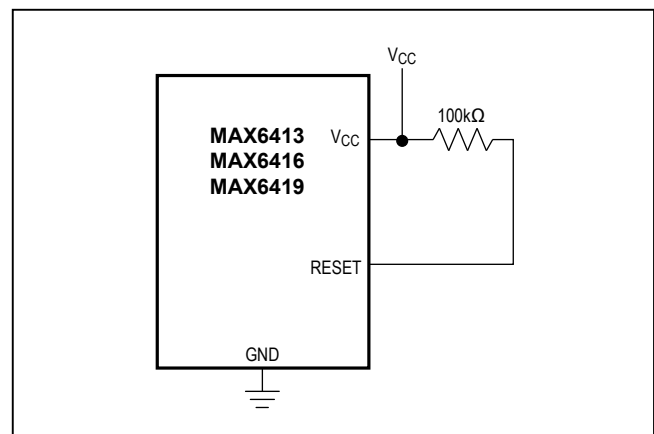 VCC
100kΩ
MAX6413 VCC
MAX6416
MAX6419
RESET
GND